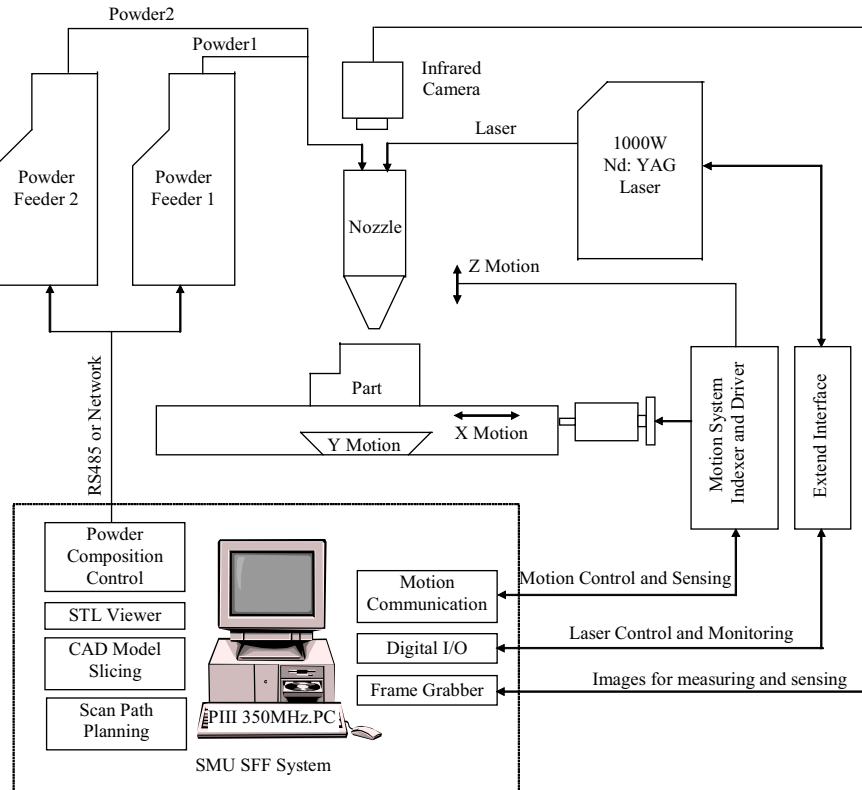 Powder2
Powder1
Infrared
Camera
Laser
1000W
Nd: YAG
Laser
Powder
Feeder 2
Powder
Feeder 1
Nozzle
Z Motion
Part
X Motion
Y Motion
Motion System
Indexer and Driver
Extend Interface
RS485 or Network
Powder
Composition
Control
STL Viewer
CAD Model
Slicing
Scan Path
Planning
PIII 350MHz.PC
SMU SFF System
Motion
Communication
Digital I/O
Frame Grabber
Motion Control and Sensing
Laser Control and Monitoring
Images for measuring and sensing